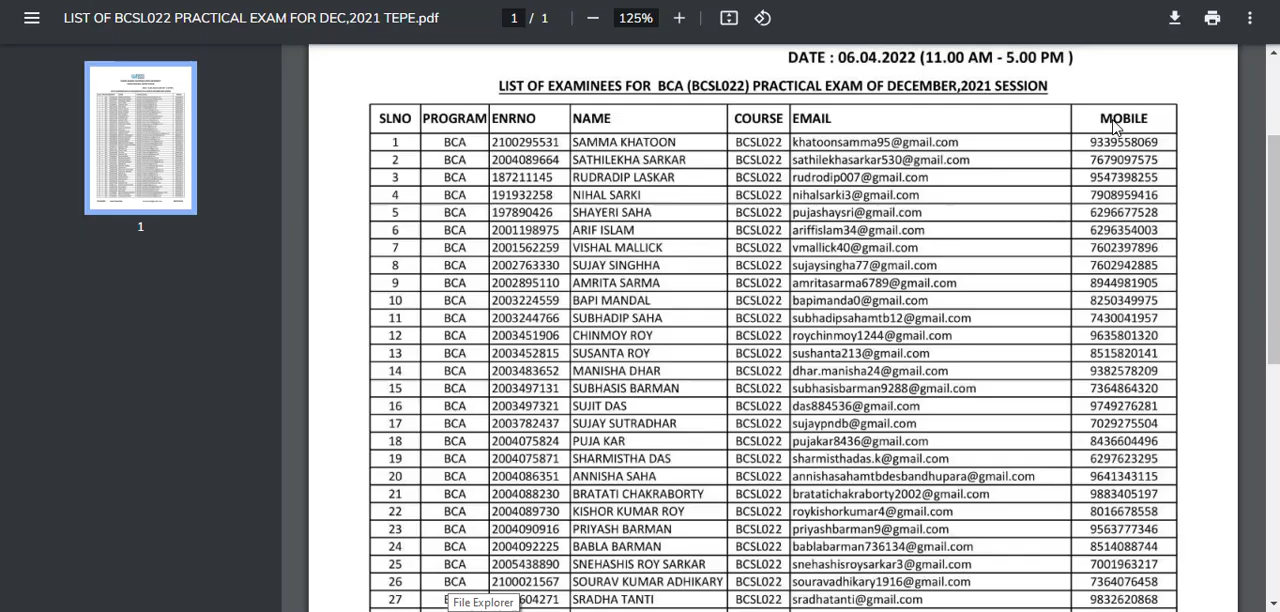 LIST OF BCSL022 PRACTICAL EXAM FOR DEC,2021 TEPE.pdf 1 / 1 125%
DATE : 06.04.2022 (11.00 AM - 5.00 PM )
LIST OF EXAMINEES FOR BCA (BCSL022) PRACTICAL EXAM OF DECEMBER,2021 SESSION
SLNO PROGRAM ENRNO NAME COURSE EMAIL MOBILE
1 BCA 2100295531 SAMMA KHATOON BCSL022 khatoonsamma95@gmail.com 9339558069
2 BCA 2004089664 SATHILEKHA SARKAR BCSL022 sathilekhasarkar530@gmail.com 7679097575
3 BCA 187211145 RUDRADIP LASKAR BCSL022 rudrodip007@gmail.com 9547398255
4 BCA 191932228 NIHAL SARKI BCSL022 nihalsarki3@gmail.com 7908959416
5 BCA 197890426 SHAYERI SAHA BCSL022 pujashaysri@gmail.com 6296677528
6 BCA 2001198975 ARIF ISLAM BCSL022 ariffislam34@gmail.com 6296354003
7 BCA 2001562259 VISHAL MALLICK BCSL022 vmallick40@gmail.com 7602397896
8 BCA 2002763330 SUJAY SINGHHA BCSL022 sujaysingha77@gmail.com 7602942885
9 BCA 2002895110 AMRITA SARMA BCSL022 amritasarma6789@gmail.com 8944981905
10 BCA 2003224559 BAPI MANDAL BCSL022 bapimanda0@gmail.com 8250349975
11 BCA 2003244766 SUBHADIP SAHA BCSL022 subhadipsahamtb12@gmail.com 7430041957
12 BCA 2003451906 CHINMOY ROY BCSL022 roychinmoy1244@gmail.com 9635801320
13 BCA 2003452815 SUSANTA ROY BCSL022 sushanta213@gmail.com 8515820141
14 BCA 2003483652 MANISHA DHAR BCSL022 dhar.manisha24@gmail.com 9382578209
15 BCA 2003497131 SUBHASIS BARMAN BCSL022 subhasisbarman9288@gmail.com 7364864320
16 BCA 2003497321 SUJIT DAS BCSL022 das884536@gmail.com 9749276281
17 BCA 2003782437 SUJAY SUTRADHAR BCSL022 sujaypndb@gmail.com 7029275504
18 BCA 2004075824 PUJA KAR BCSL022 pujakar8436@gmail.com 8436604496
19 BCA 2004075871 SHARMISTHA DAS BCSL022 sharmisthadas.k@gmail.com 6297623295
20 BCA 2004086351 ANNISHA SAHA BCSL022 annishasahamtbdesbandhupara@gmail.com 9641343115
21 BCA 2004088230 BRATATI CHAKRABORTY BCSL022 bratatichakraborty2002@gmail.com 9883405197
22 BCA 2004089730 KISHOR KUMAR ROY BCSL022 roykishorkumar4@gmail.com 8016678558
23 BCA 2004090916 PRIYASH BARMAN BCSL022 priyashbarman9@gmail.com 9563777346
24 BCA 2004092225 BABLA BARMAN BCSL022 bablabarman736134@gmail.com 8514088744
25 BCA 2005438890 SNEHASHIS ROY SARKAR BCSL022 snehashisroysarkar3@gmail.com 7001963217
26 BCA 2100021567 SOURAV KUMAR ADHIKARY BCSL022 souravadhikary1916@gmail.com 7364076458
27 604271 SRADHA TANTI BCSL022 sradhatanti@gmail.com 9832620868
File Explorer
1